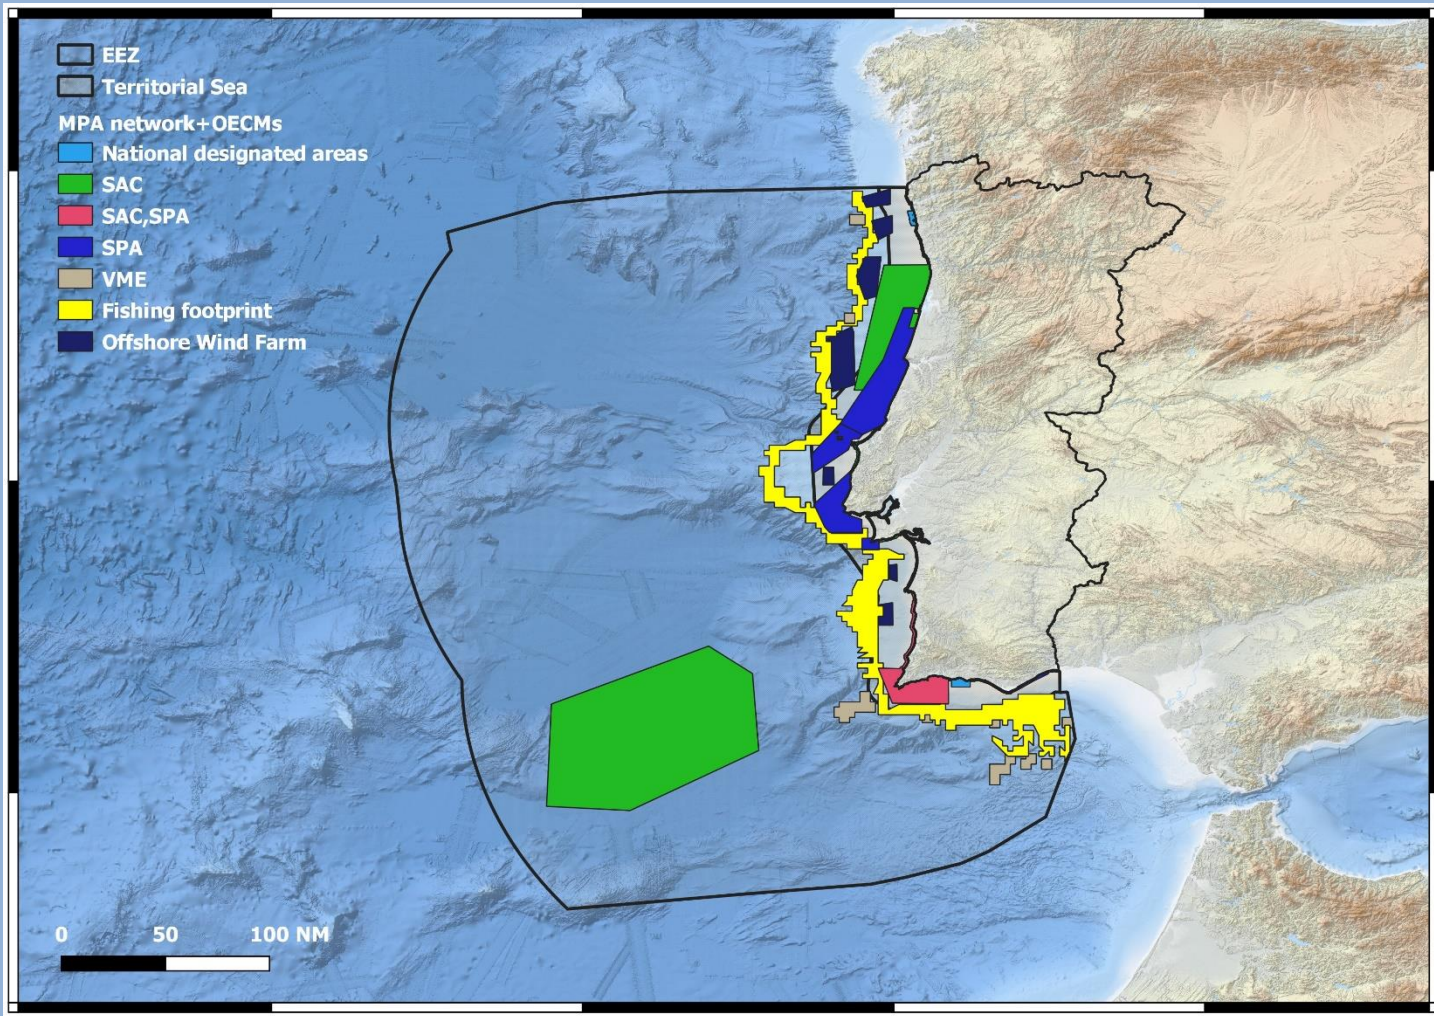 EEZ
Territorial Sea
MPA network+OECMs
National designated areas
SAC
SAC,SPA
SPA
VME
Fishing footprint
Offshore Wind Farm
0 50 100 NM